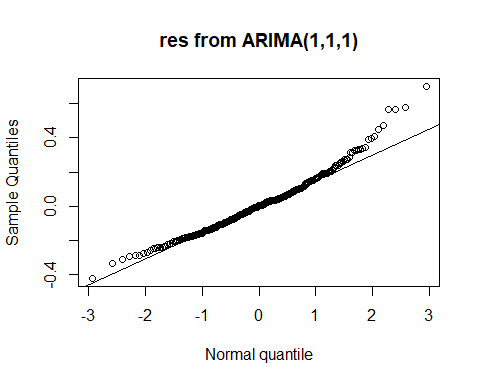 res from ARIMA(1,1,1)
Sample Quantiles
0.4
0.0
-0.4
-3 -2 -1 0 1 2 3
Normal quantile